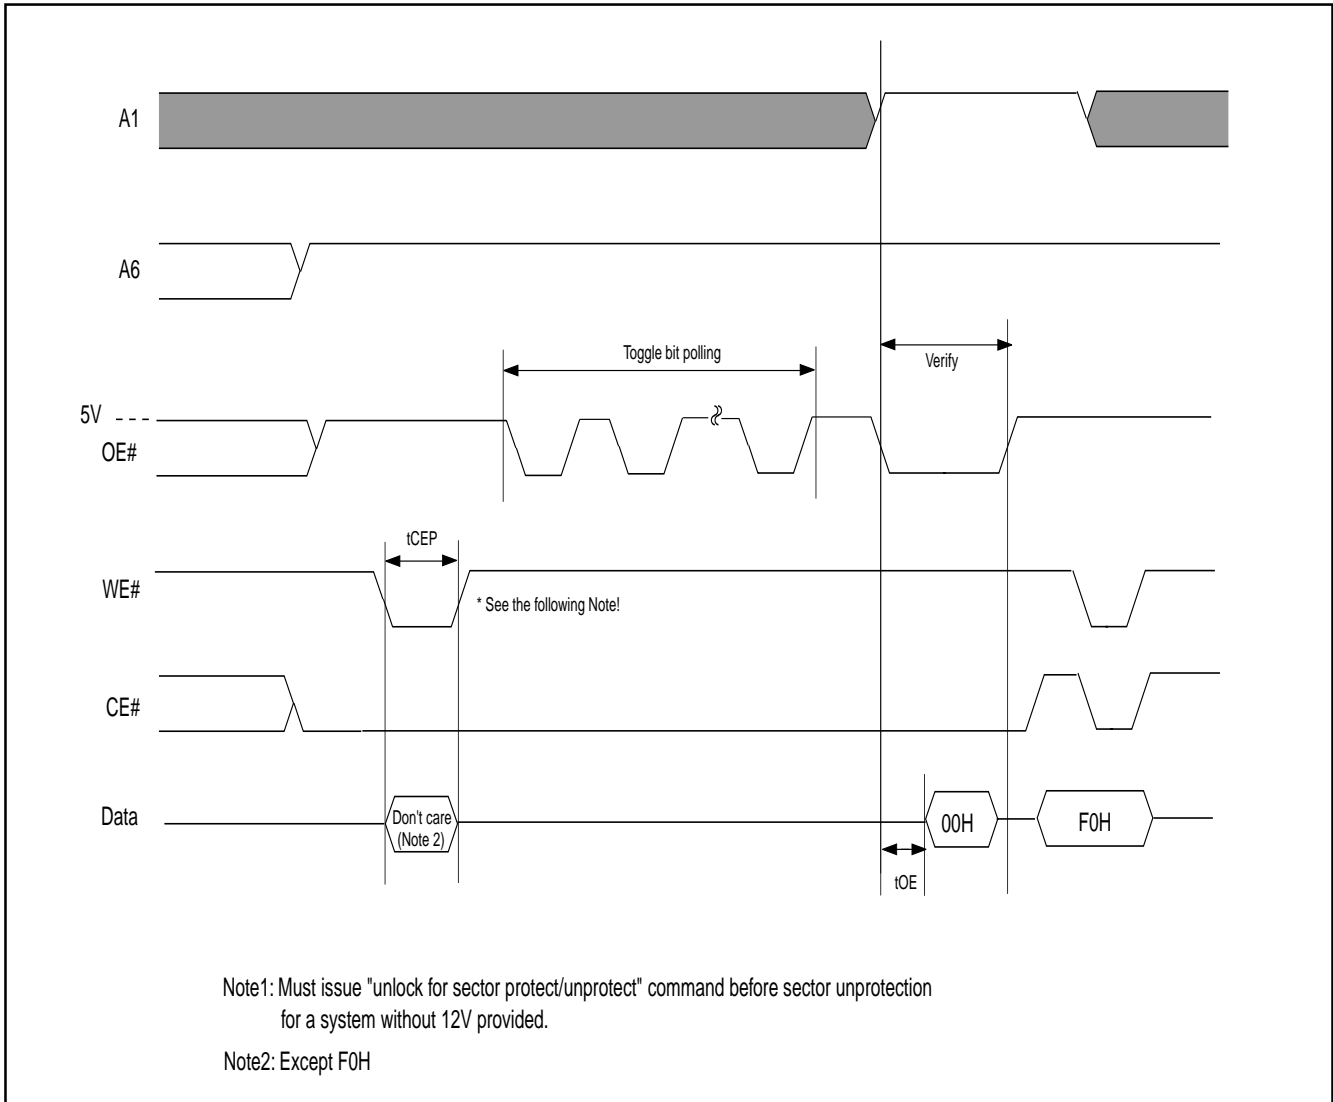 A1
A6
Toggle bit polling
Verify
5V
OE#
tCEP
WE#
* See the following Note!
CE#
Data
Don't care
(Note 2)
00H
F0H
tOE
Note1: Must issue "unlock for sector protect/unprotect" command before sector unprotection
for a system without 12V provided.
Note2: Except F0H